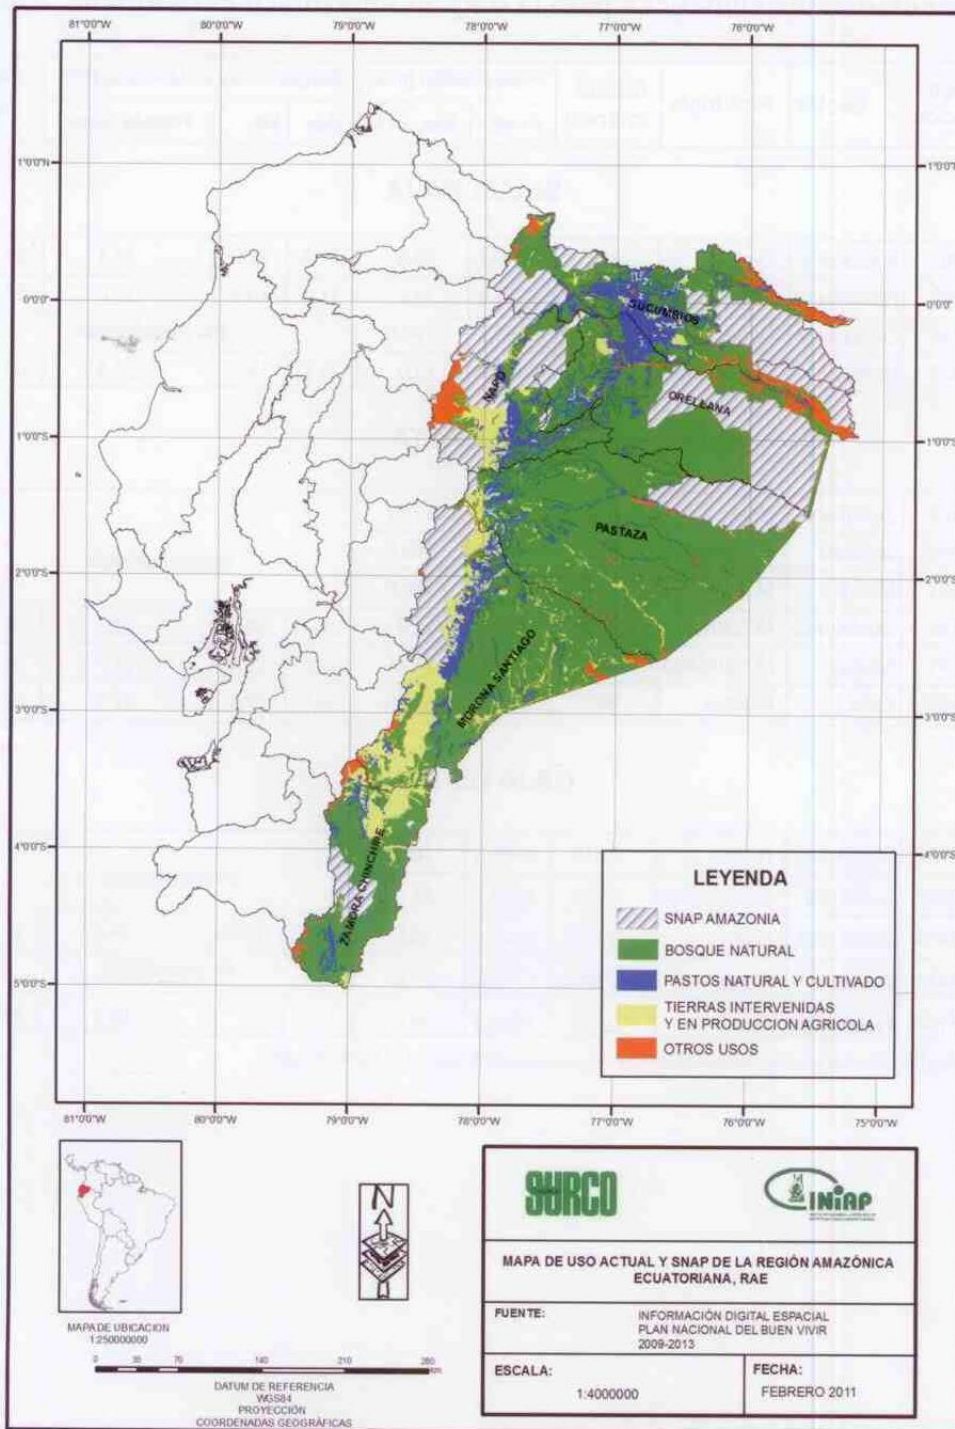 81°0'0"W 80°0'0"W 79°0'0"W 78°0'0"W 77°0'0"W 76°0'0"W 75°0'0"W
1°0'0"N 1°0'0"N
0°0'0" 0°0'0"
1°0'0"S 1°0'0"S
2°0'0"S 2°0'0"S
3°0'0"S 3°0'0"S
4°0'0"S 4°0'0"S
5°0'0"S
SUCUMBIOS
NAPO
ORELLANA
PASTAZA
MORONA SANTIAGO
ZAMORA CHINCHIPE
LEYENDA
SNAP AMAZONIA
BOSQUE NATURAL
PASTOS NATURAL Y CULTIVADO
TIERRAS INTERVENIDAS
Y EN PRODUCCION AGRICOLA
OTROS USOS
81°0'0"W 80°0'0"W 79°0'0"W 78°0'0"W 77°0'0"W 76°0'0"W 75°0'0"W
MAPA DE UBICACION
1:250000000
N
0 35 70 140 210 280
Km
DATUM DE REFERENCIA
WGS84
PROYECCIÓN
COORDENADAS GEOGRÁFICAS
SURCO
INIAP
MAPA DE USO ACTUAL Y SNAP DE LA REGIÓN AMAZÓNICA
ECUATORIANA, RAE
FUENTE:
INFORMACIÓN DIGITAL ESPACIAL
PLAN NACIONAL DEL BUEN VIVIR
2009-2013
ESCALA:
1:4000000
FECHA:
FEBRERO 2011